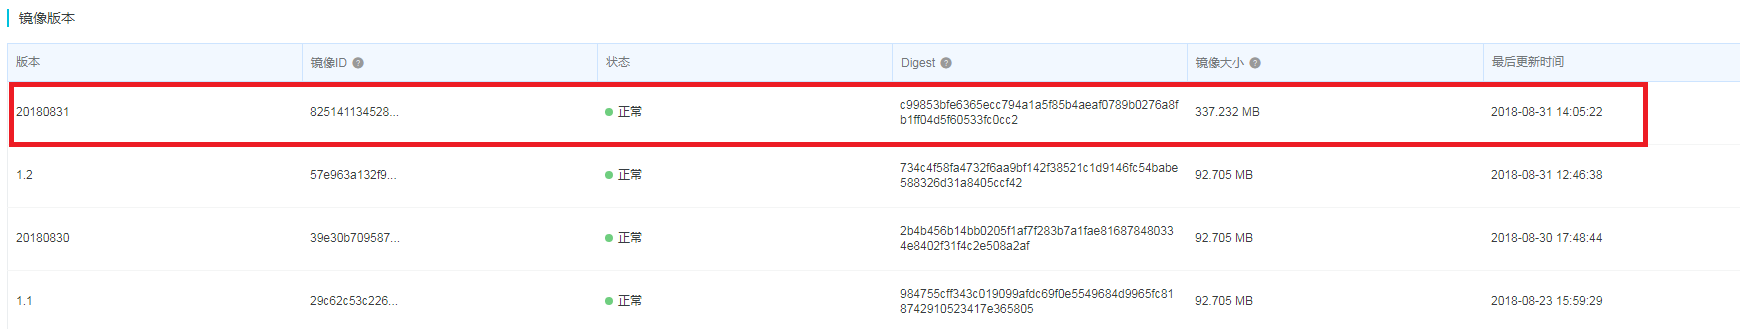 镜像版本
版本 镜像ID 状态 Digest 镜像大小 最后更新时间
20180831 825141134528... 正常 c99853bfe6365ecc794a1a5f85b4aeaf0789b0276a8f 337.232 MB 2018-08-31 14:05:22
b1ff04d5f60533fc0cc2
1.2 57e963a132f9... 正常 734c4f58fa4732f6aa9bf142f38521c1d9146fc54babe 92.705 MB 2018-08-31 12:46:38
588326d31a8405ccf42
20180830 39e30b709587... 正常 2b4b456b14bb0205f1af7f283b7a1fae81687848033 92.705 MB 2018-08-30 17:48:44
4e8402f31f4c2e508a2af
1.1 29c62c53c226... 正常 984755cff343c019099afdc69f0e5549684d9965fc81 92.705 MB 2018-08-23 15:59:29
8742910523417e365805